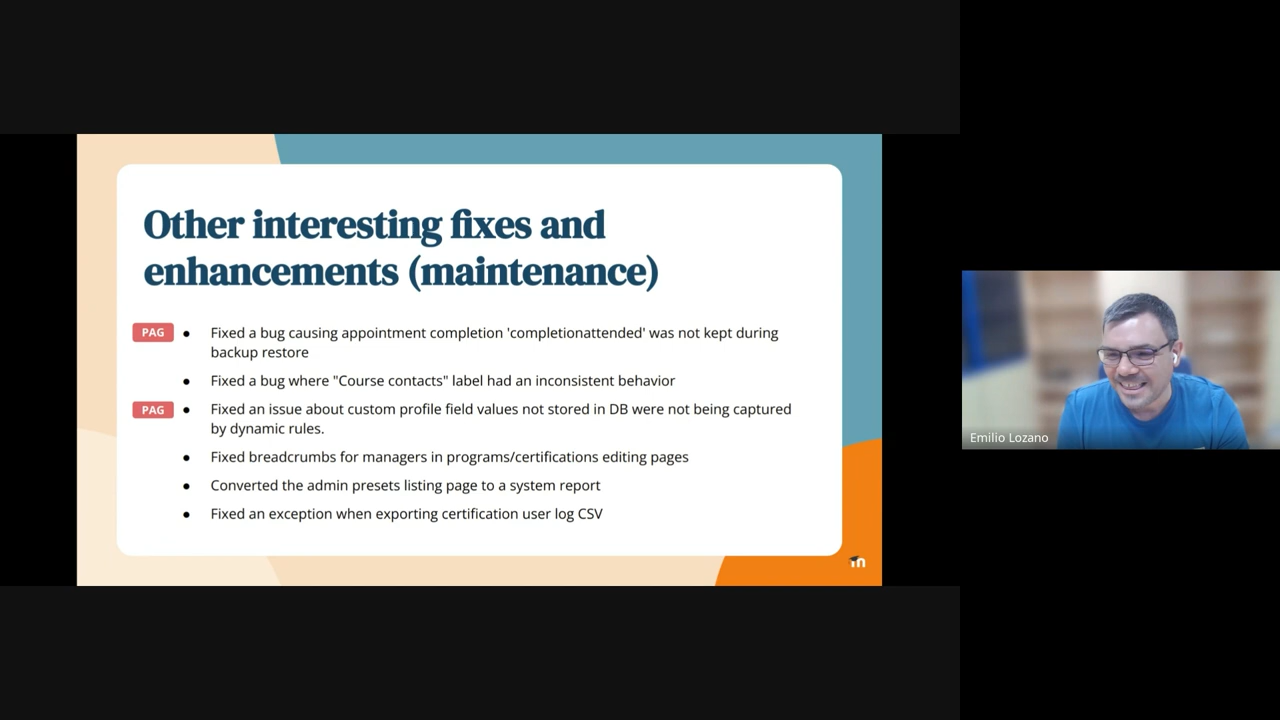 Other interesting fixes and
enhancements (maintenance)
PAG ● Fixed a bug causing appointment completion 'completionattended' was not kept during
backup restore
● Fixed a bug where "Course contacts" label had an inconsistent behavior
PAG ● Fixed an issue about custom profile field values not stored in DB were not being captured
by dynamic rules.
● Fixed breadcrumbs for managers in programs/certifications editing pages
● Converted the admin presets listing page to a system report
● Fixed an exception when exporting certification user log CSV
m
Emilio Lozano